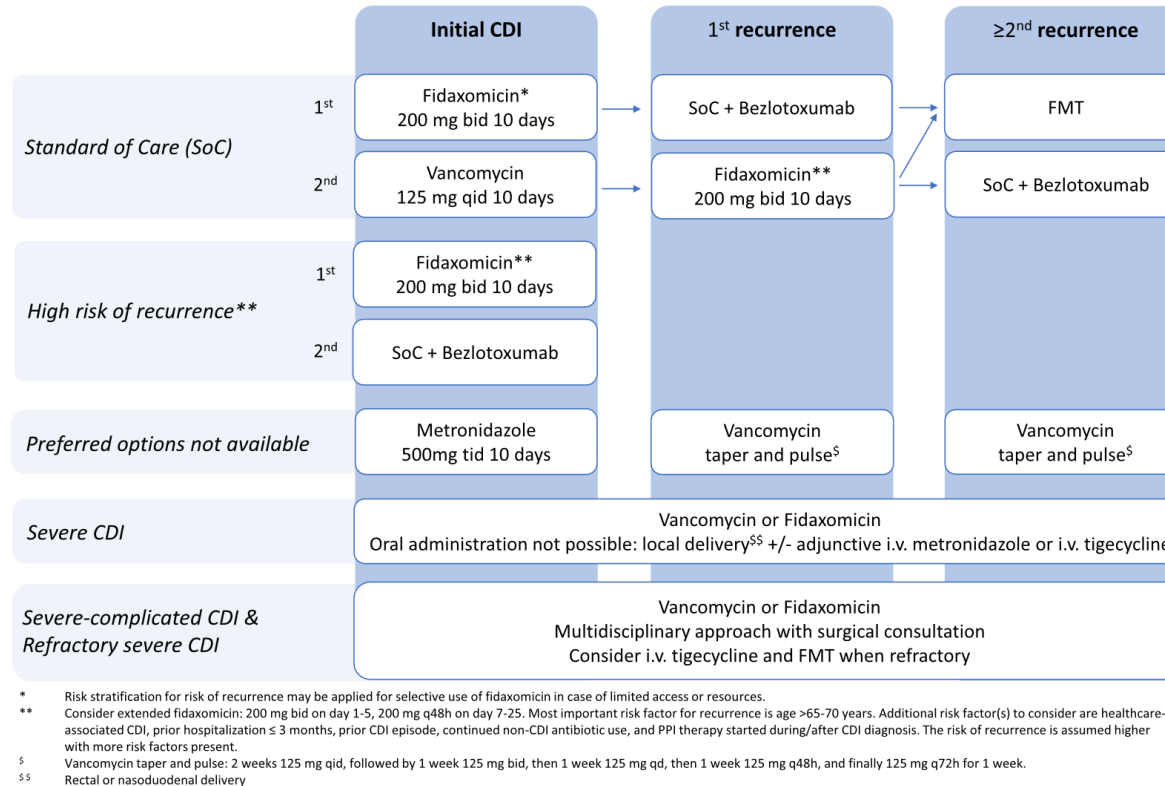 Initial CDI
1st recurrence
≥2nd recurrence
Standard of Care (SoC)
1st
Fidaxomicin*
200 mg bid 10 days
SoC + Bezlotoxumab
FMT
2nd
Vancomycin
125 mg qid 10 days
Fidaxomicin**
200 mg bid 10 days
SoC + Bezlotoxumab
High risk of recurrence**
1st
Fidaxomicin**
200 mg bid 10 days
2nd
SoC + Bezlotoxumab
Preferred options not available
Metronidazole
500mg tid 10 days
Vancomycin
taper and pulse$
Vancomycin
taper and pulse$
Severe CDI
Vancomycin or Fidaxomicin
Oral administration not possible: local delivery$$ +/- adjunctive i.v. metronidazole or i.v. tigecycline
Severe-complicated CDI &
Refractory severe CDI
Vancomycin or Fidaxomicin
Multidisciplinary approach with surgical consultation
Consider i.v. tigecycline and FMT when refractory
* Risk stratification for risk of recurrence may be applied for selective use of fidaxomicin in case of limited access or resources.
** Consider extended fidaxomicin: 200 mg bid on day 1-5, 200 mg q48h on day 7-25. Most important risk factor for recurrence is age >65-70 years. Additional risk factor(s) to consider are healthcare-
associated CDI, prior hospitalization ≤ 3 months, prior CDI episode, continued non-CDI antibiotic use, and PPI therapy started during/after CDI diagnosis. The risk of recurrence is assumed higher
with more risk factors present.
$ Vancomycin taper and pulse: 2 weeks 125 mg qid, followed by 1 week 125 mg bid, then 1 week 125 mg qd, then 1 week 125 mg q48h, and finally 125 mg q72h for 1 week.
$$ Rectal or nasoduodenal delivery